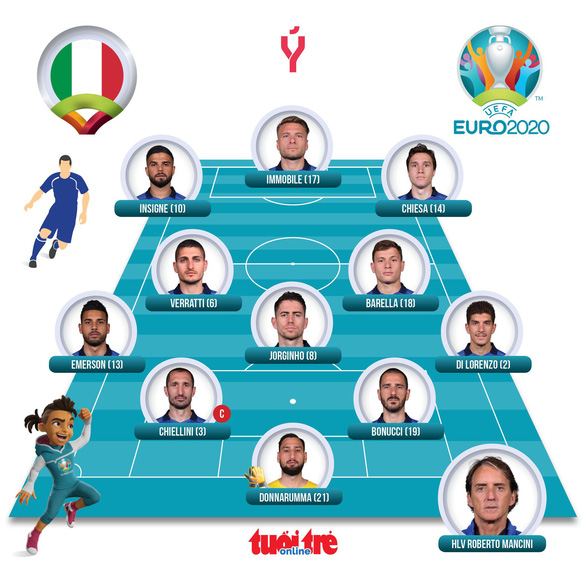 Ý
UEFA
EURO2020
TM
IMMOBILE (17)
INSIGNE (10)
CHIESA (14)
VERRATTI (6)
BARELLA (18)
JORGINHO (8)
EMERSON (13)
DI LORENZO (2)
C
CHIELLINI (3)
BONUCCI (19)
DONNARUMMA (21)
HLV ROBERTO MANCINI
tuổi trẻ
online